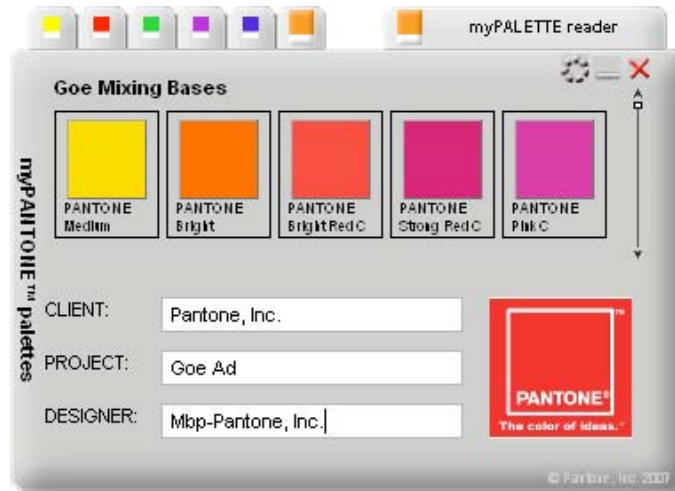 myPALETTE reader
Goe Mixing Bases
PANTONE
Medium
PANTONE
Bright
PANTONE
Bright Red C
PANTONE
Strong Red C
PANTONE
Pink C
myPANTONE™ palettes
CLIENT:
Pantone, Inc.
PROJECT:
Goe Ad
DESIGNER:
Mbp-Pantone, Inc.
™
PANTONE®
The color of ideas.™
© Pantone, Inc. 2007